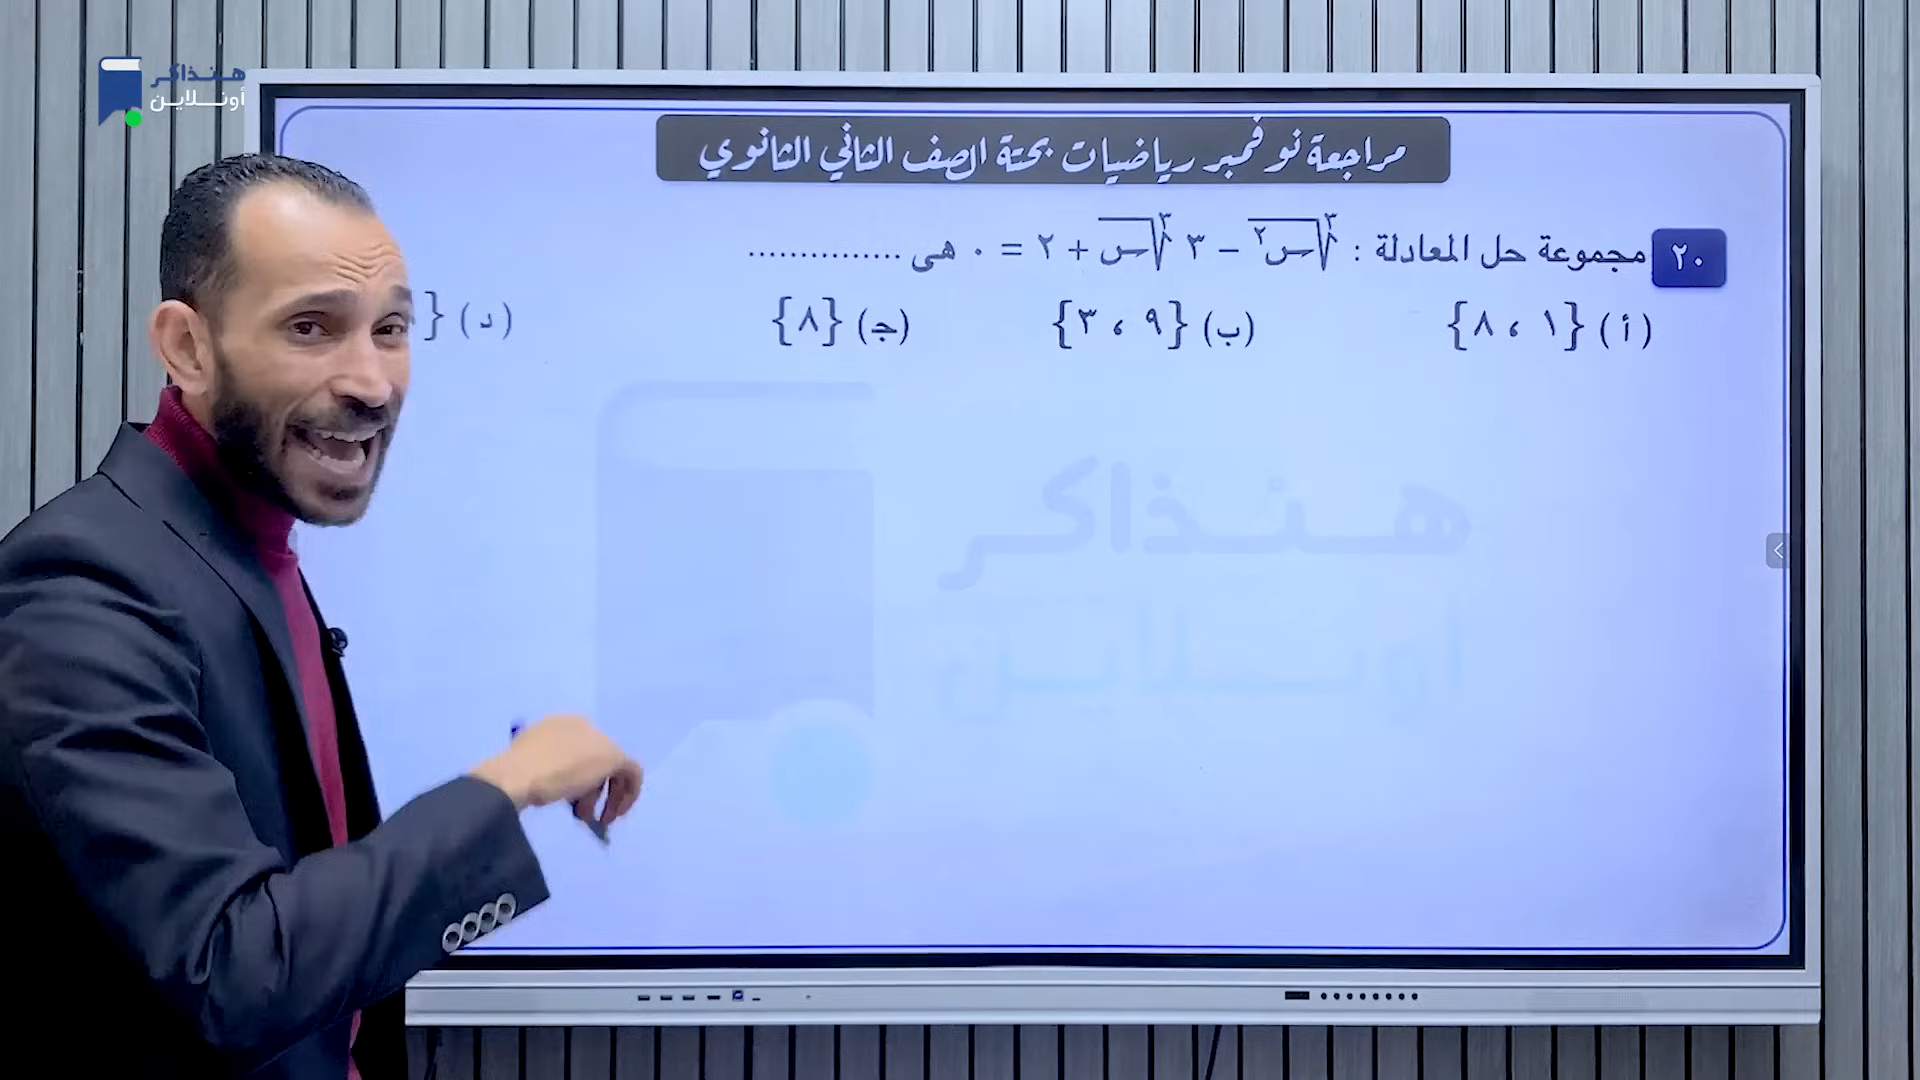 هنذاكر
أونلاين
مراجعة نوفمبر رياضيات بحتة الصف الثاني الثانوي
٢٠ مجموعة حل المعادلة : ∛س٢ − ٣ ∛س + ٢ = ٠ هى ...............
(أ) {١ ، ٨} (ب) {٩ ، ٣} (جـ) {٨} (د) {
هنذاكر
أونلاين